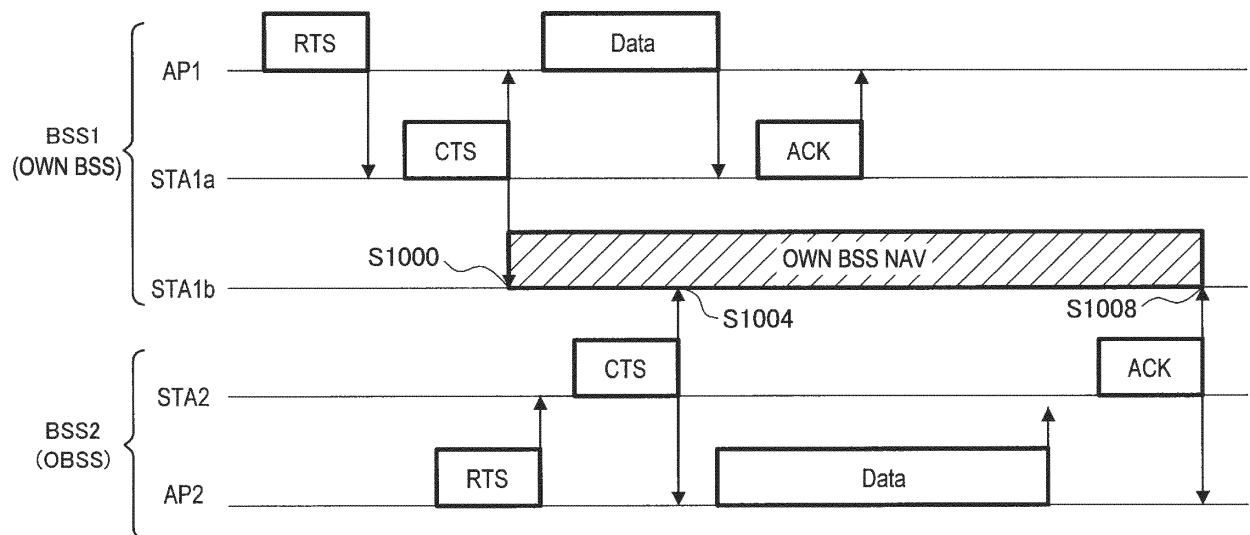 RTS
Data
AP1
BSS1
(OWN BSS)
CTS
ACK
STA1a
S1000
OWN BSS NAV
STA1b
S1004
S1008
CTS
ACK
STA2
BSS2
(OBSS)
RTS
Data
AP2